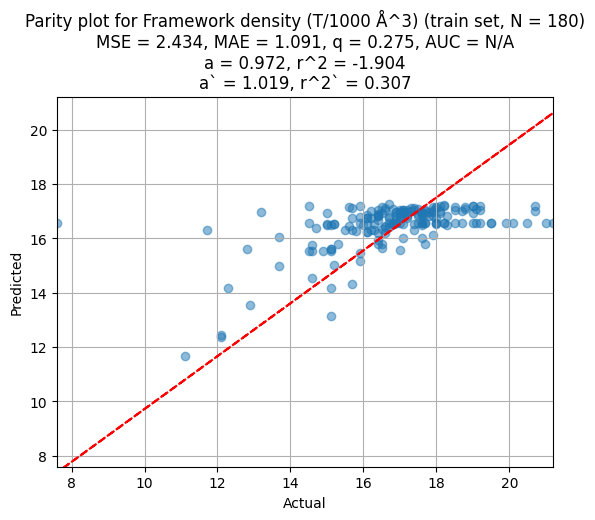 Parity plot for Framework density (T/1000 Å^3) (train set, N = 180)
MSE = 2.434, MAE = 1.091, q = 0.275, AUC = N/A
a = 0.972, r^2 = -1.904
a` = 1.019, r^2` = 0.307
20
18
16
14
12
10
8
Predicted
8 10 12 14 16 18 20
Actual